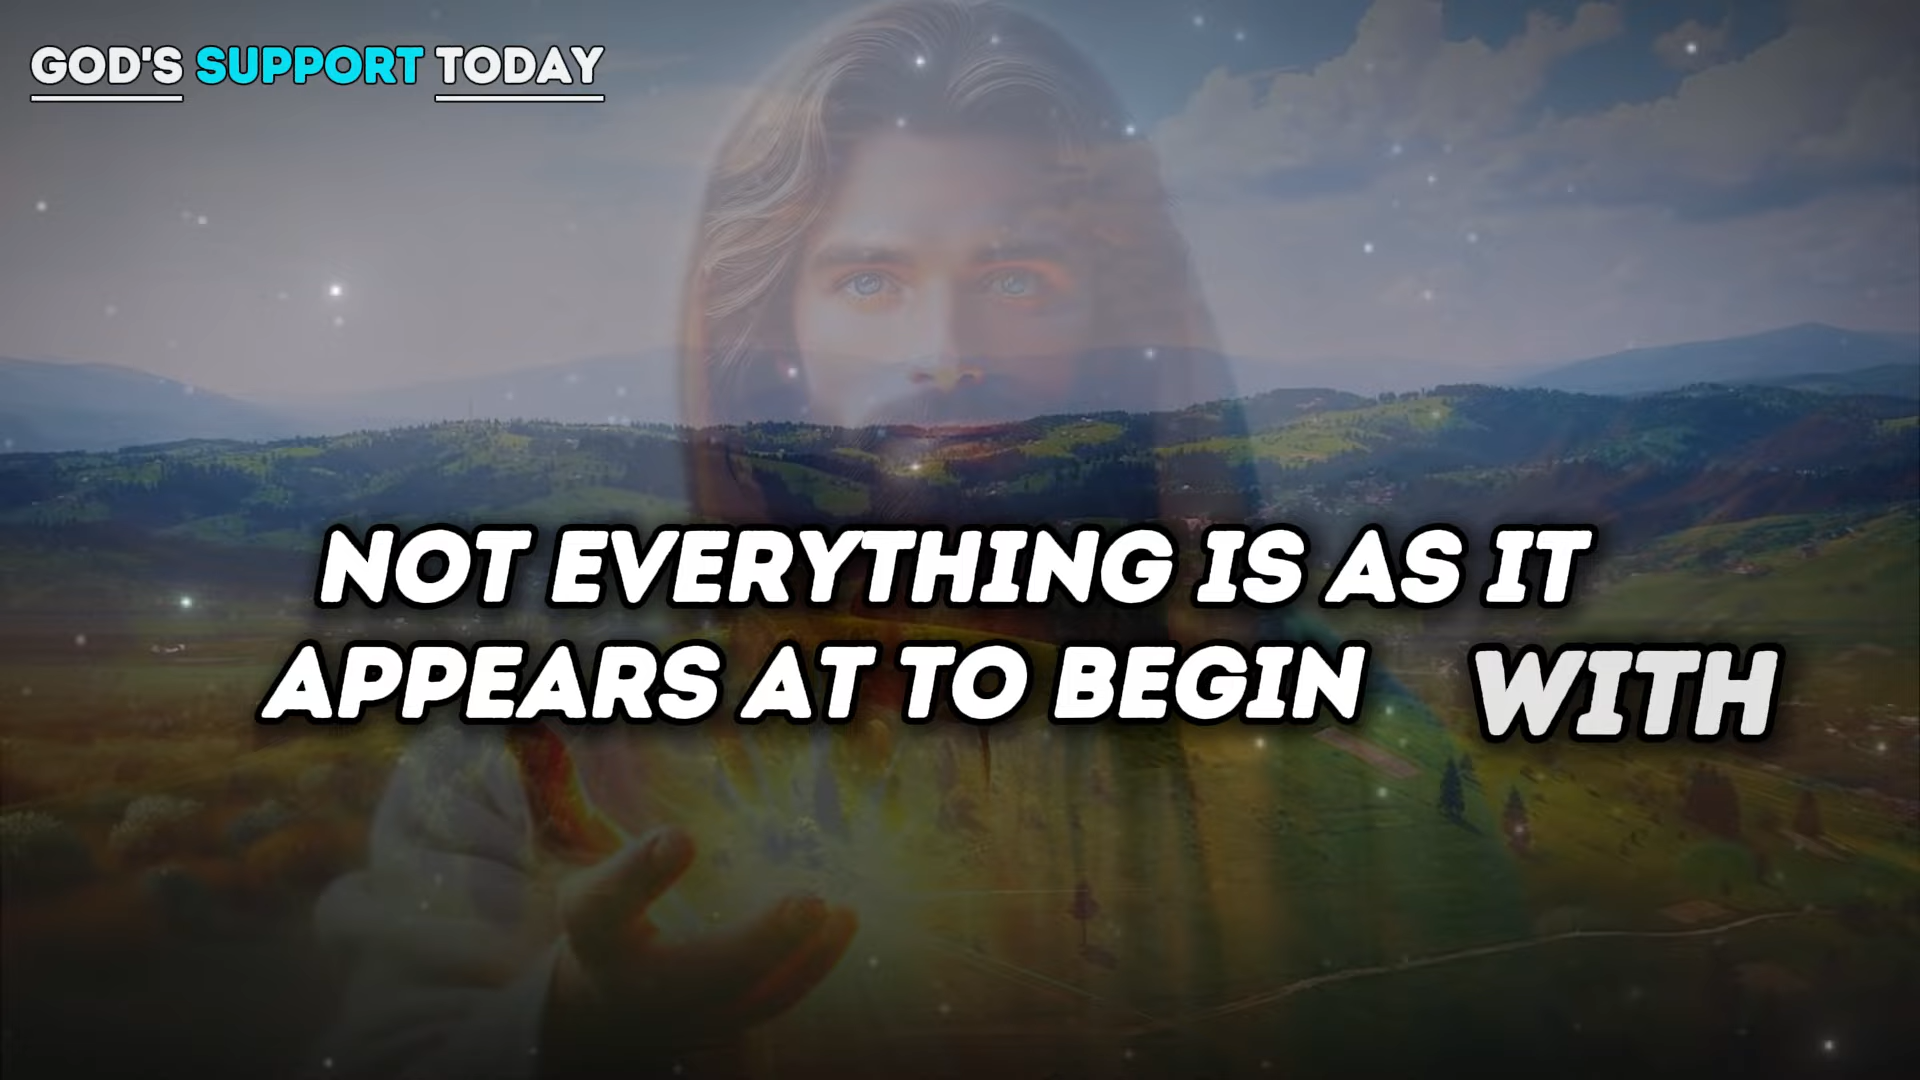 GOD'S SUPPORT TODAY
NOT EVERYTHING IS AS IT
APPEARS AT TO BEGIN WITH